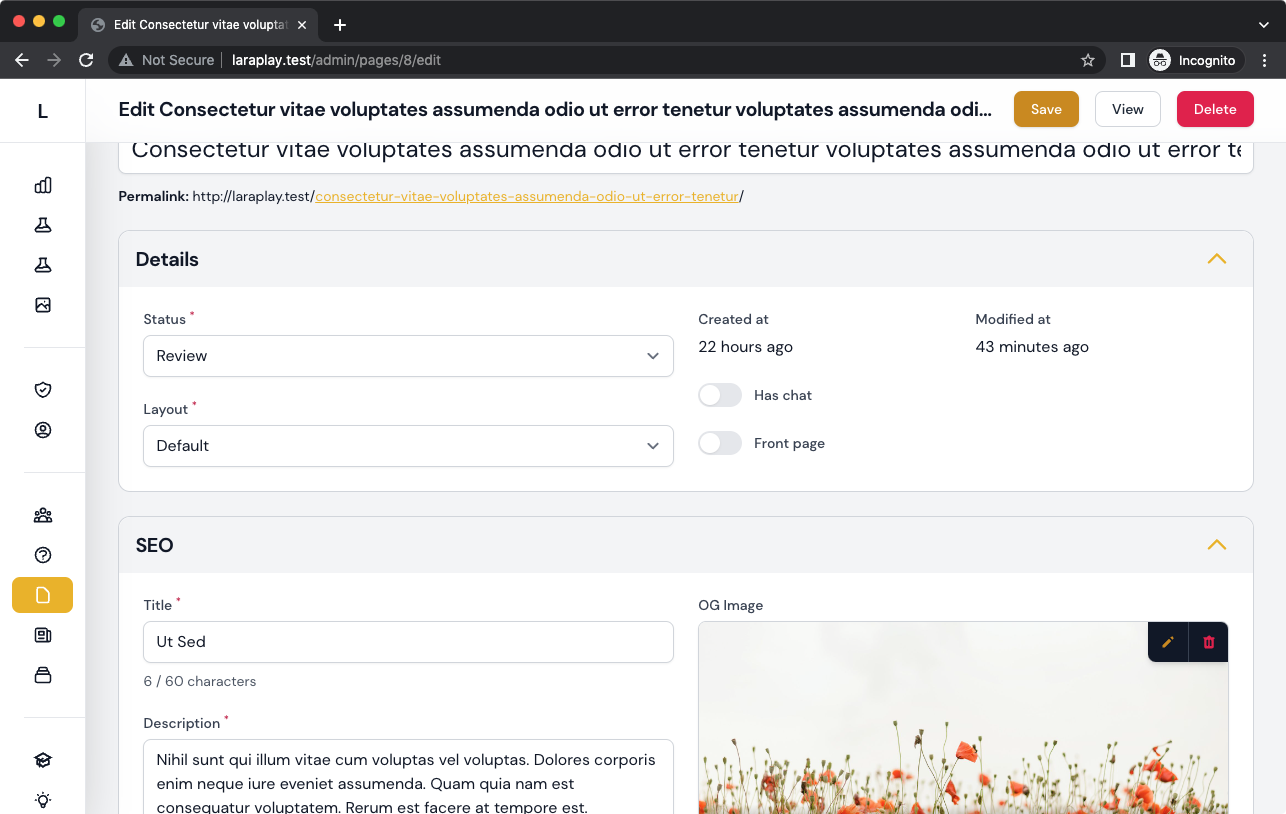 Edit Consectetur vitae voluptat
Not Secure
laraplay.test/admin/pages/8/edit
Incognito
L
Edit Consectetur vitae voluptates assumenda odio ut error tenetur voluptates assumenda odi...
Save
View
Delete
Consectetur vitae voluptates assumenda odio ut error tenetur voluptates assumenda odio ut error te
Permalink: http://laraplay.test/consectetur-vitae-voluptates-assumenda-odio-ut-error-tenetur/
Details
Status *
Created at
Modified at
Review
22 hours ago
43 minutes ago
Has chat
Layout *
Default
Front page
SEO
Title *
OG Image
Ut Sed
6 / 60 characters
Description *
Nihil sunt qui illum vitae cum voluptas vel voluptas. Dolores corporis
enim neque iure eveniet assumenda. Quam quia nam est
consequatur voluptatem. Rerum est facere at tempore est.